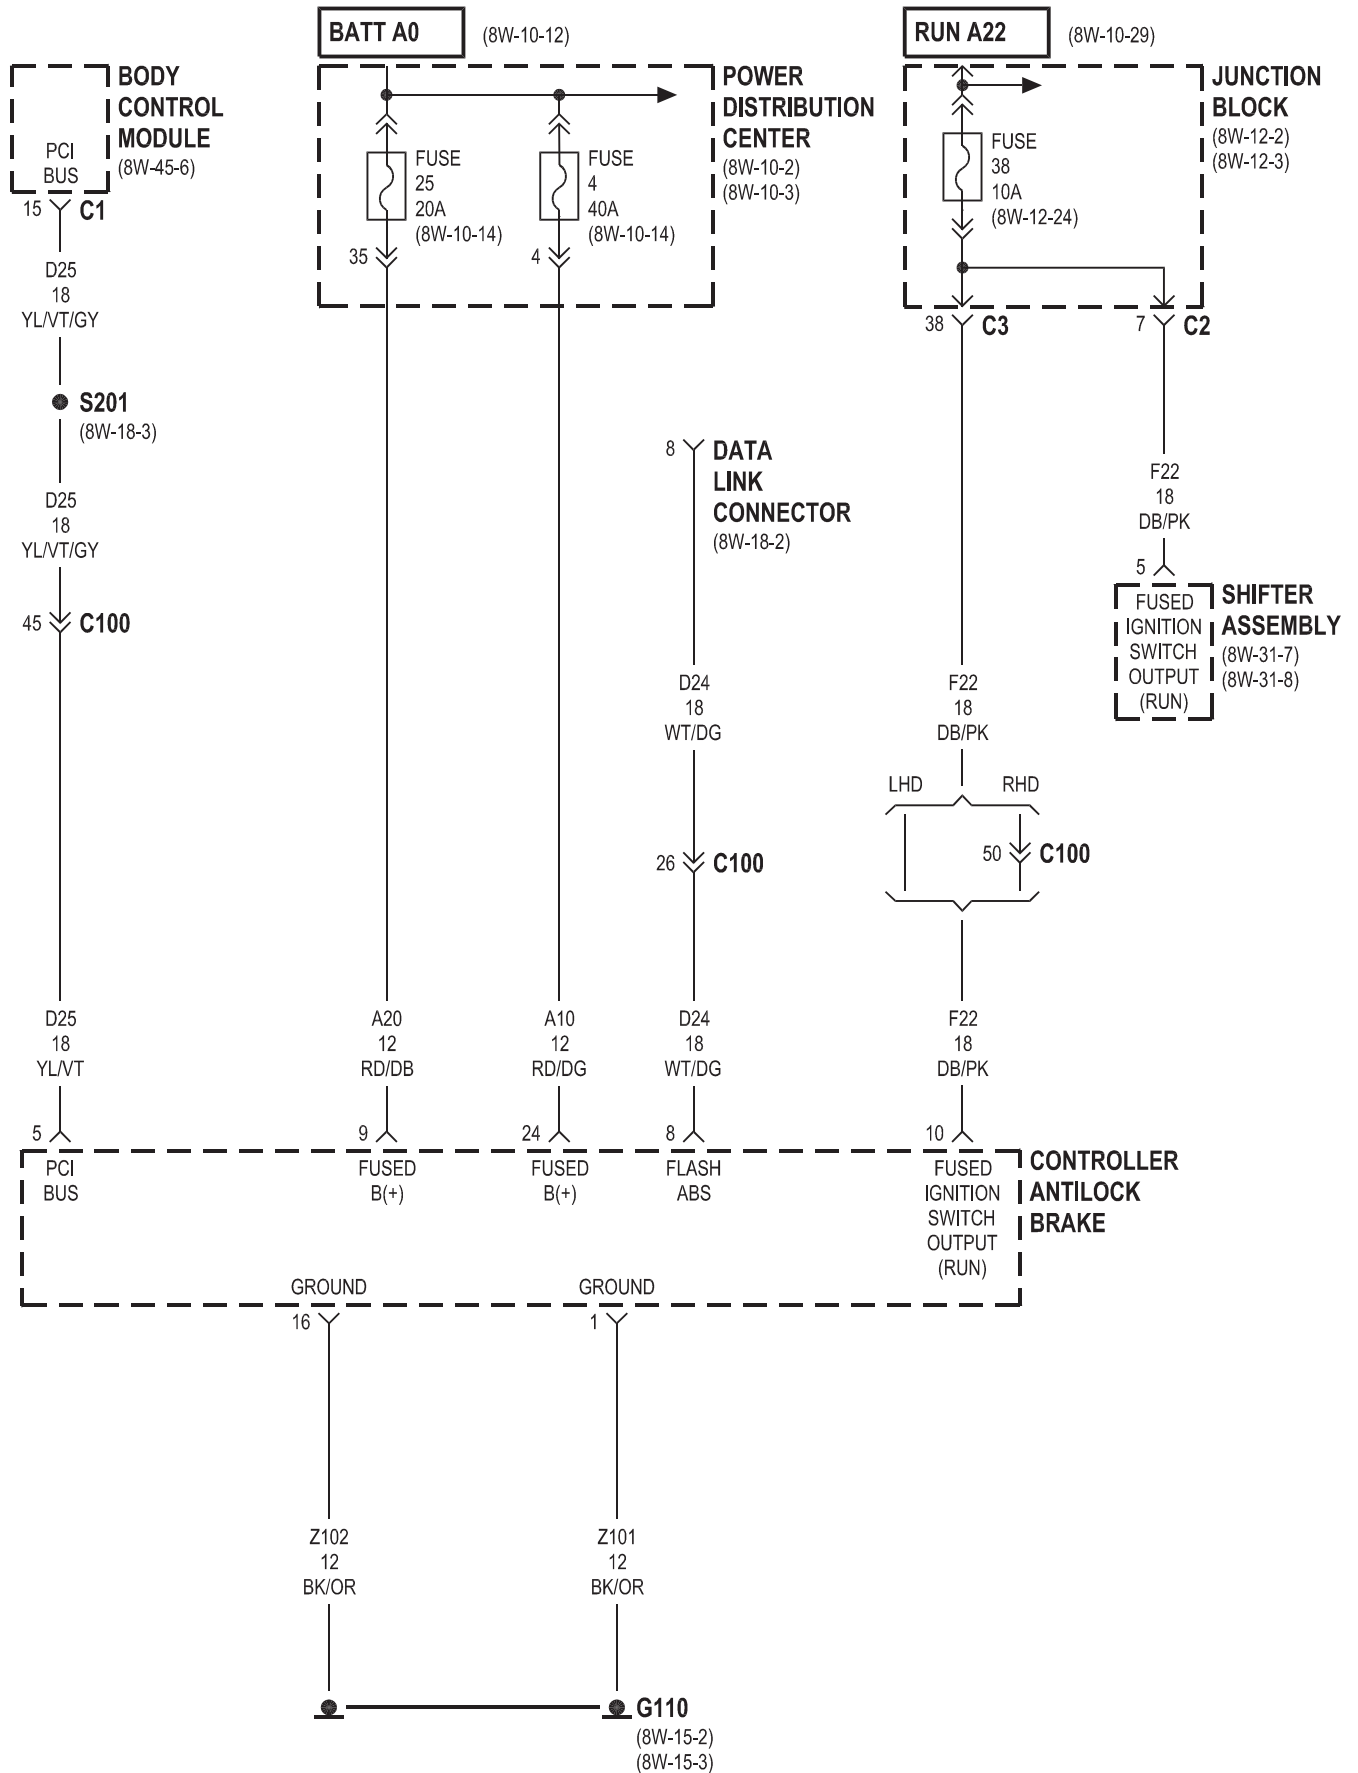 BATT A0
(8W-10-12)
RUN A22
(8W-10-29)
BODY
CONTROL
MODULE
(8W-45-6)
PCI
BUS
15
C1
D25
18
YL/VT/GY
S201
(8W-18-3)
D25
18
YL/VT/GY
45
C100
D25
18
YL/VT
POWER
DISTRIBUTION
CENTER
(8W-10-2)
(8W-10-3)
FUSE
25
20A
(8W-10-14)
35
FUSE
4
40A
(8W-10-14)
4
JUNCTION
BLOCK
(8W-12-2)
(8W-12-3)
FUSE
38
10A
(8W-12-24)
38
C3
7
C2
8
DATA
LINK
CONNECTOR
(8W-18-2)
F22
18
DB/PK
5
FUSED
IGNITION
SWITCH
OUTPUT
(RUN)
SHIFTER
ASSEMBLY
(8W-31-7)
(8W-31-8)
D24
18
WT/DG
F22
18
DB/PK
LHD
RHD
26
C100
50
C100
A20
12
RD/DB
A10
12
RD/DG
D24
18
WT/DG
F22
18
DB/PK
5
9
24
8
10
PCI
BUS
FUSED
B(+)
FUSED
B(+)
FLASH
ABS
FUSED
IGNITION
SWITCH
OUTPUT
(RUN)
CONTROLLER
ANTILOCK
BRAKE
GROUND
GROUND
16
1
Z102
12
BK/OR
Z101
12
BK/OR
G110
(8W-15-2)
(8W-15-3)